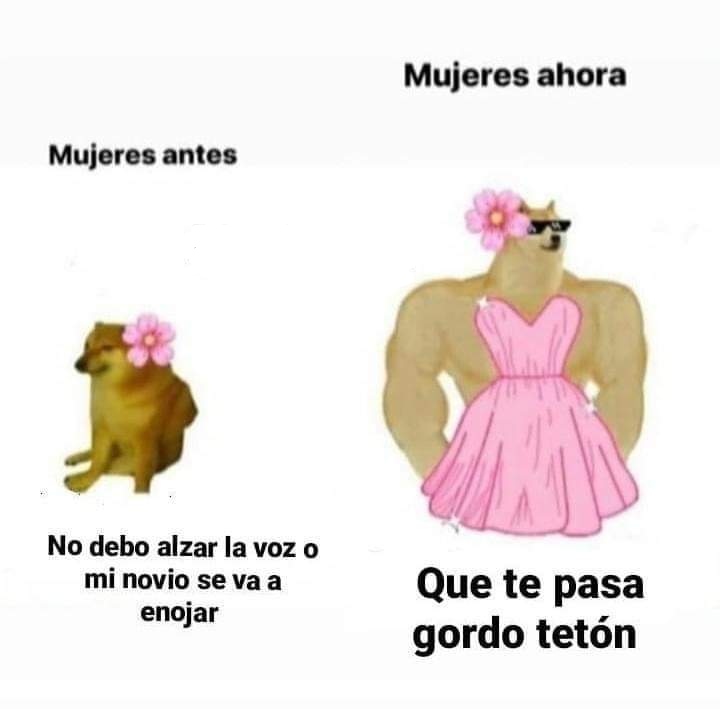 Mujeres ahora
Mujeres antes
No debo alzar la voz o
mi novio se va a
enojar
Que te pasa
gordo tetón